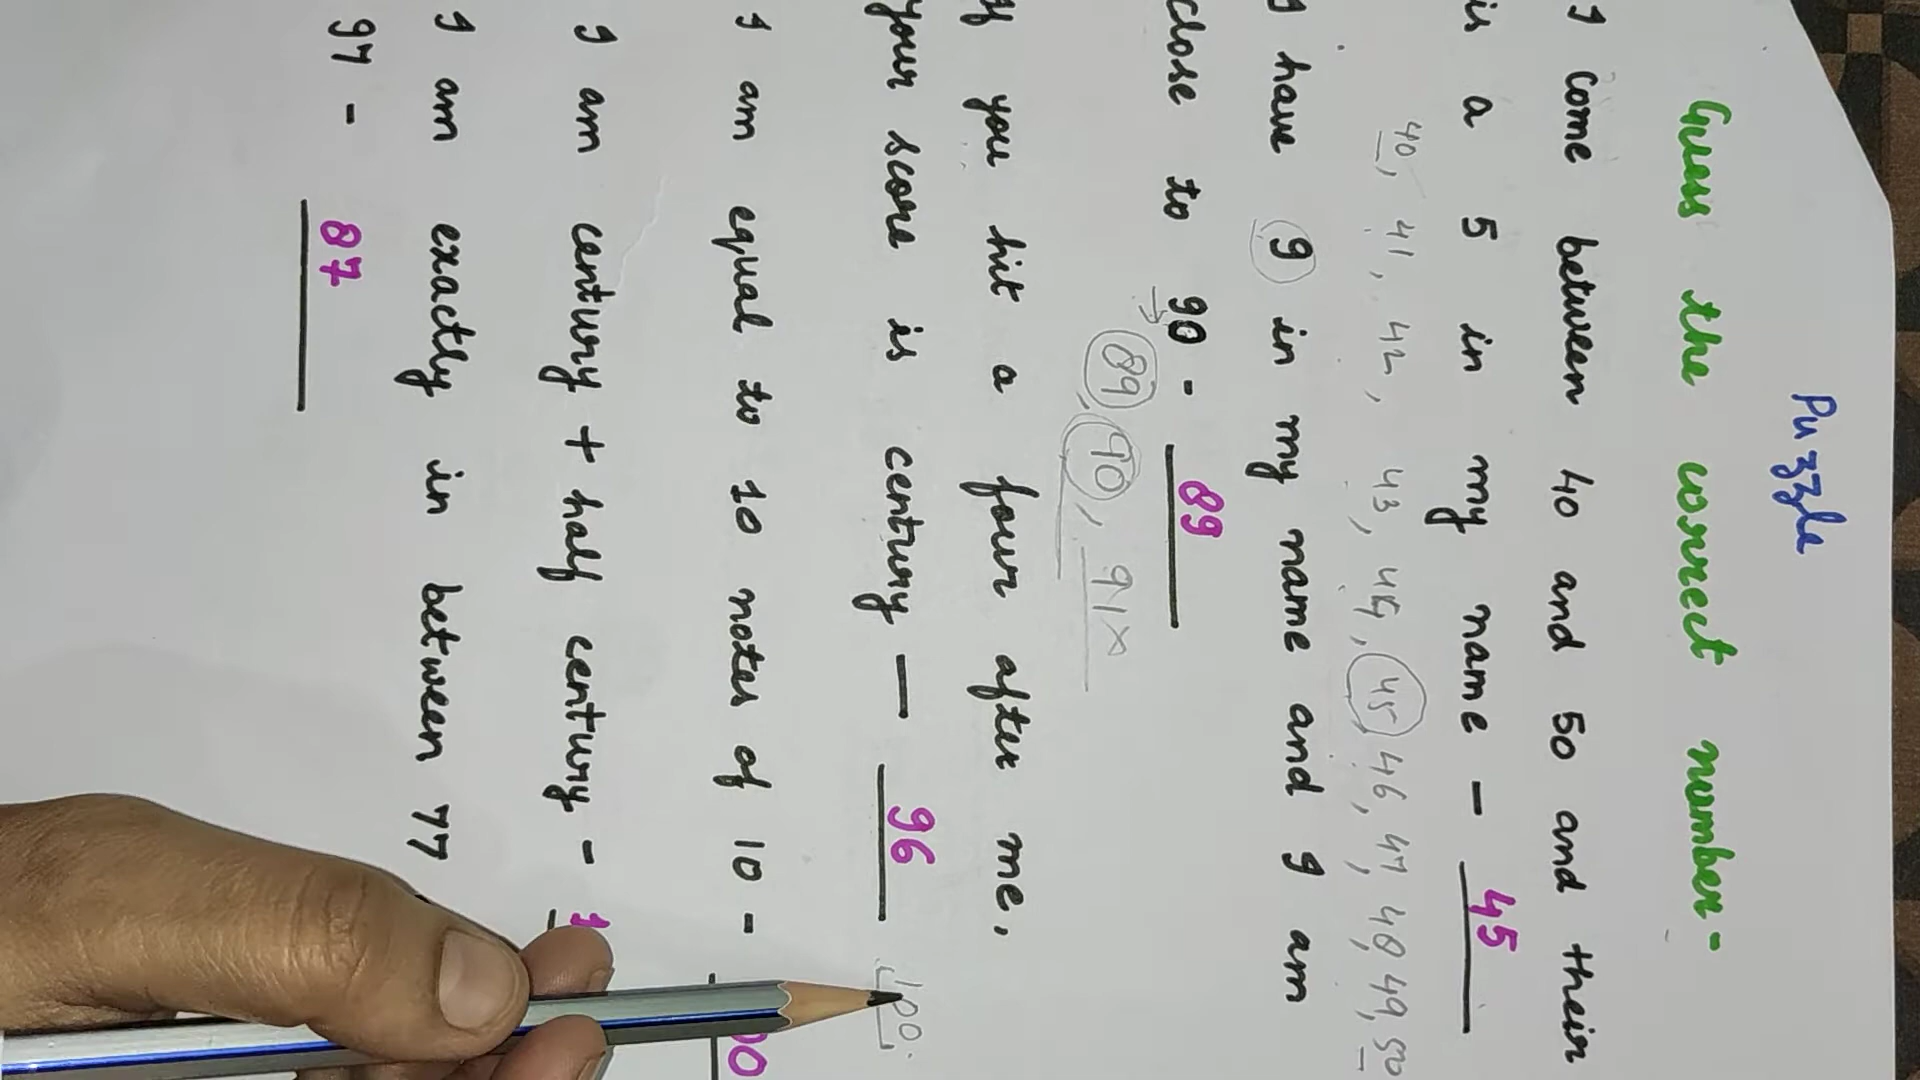 Puzzle
Guess the correct number-
I come between 40 and 50 and their
is a 5 in my name - 45
40, 41, 42, 43, 44, 45, 46, 47, 48, 49, 50
I have 9 in my name and I am
close to 90 - 89
89, 90, 91 ×
If you hit a four after me,
your score is century — 96 100
I am equal to 10 notes of 10 -
I am century + half century -
I am exactly in between 77
97 - 87